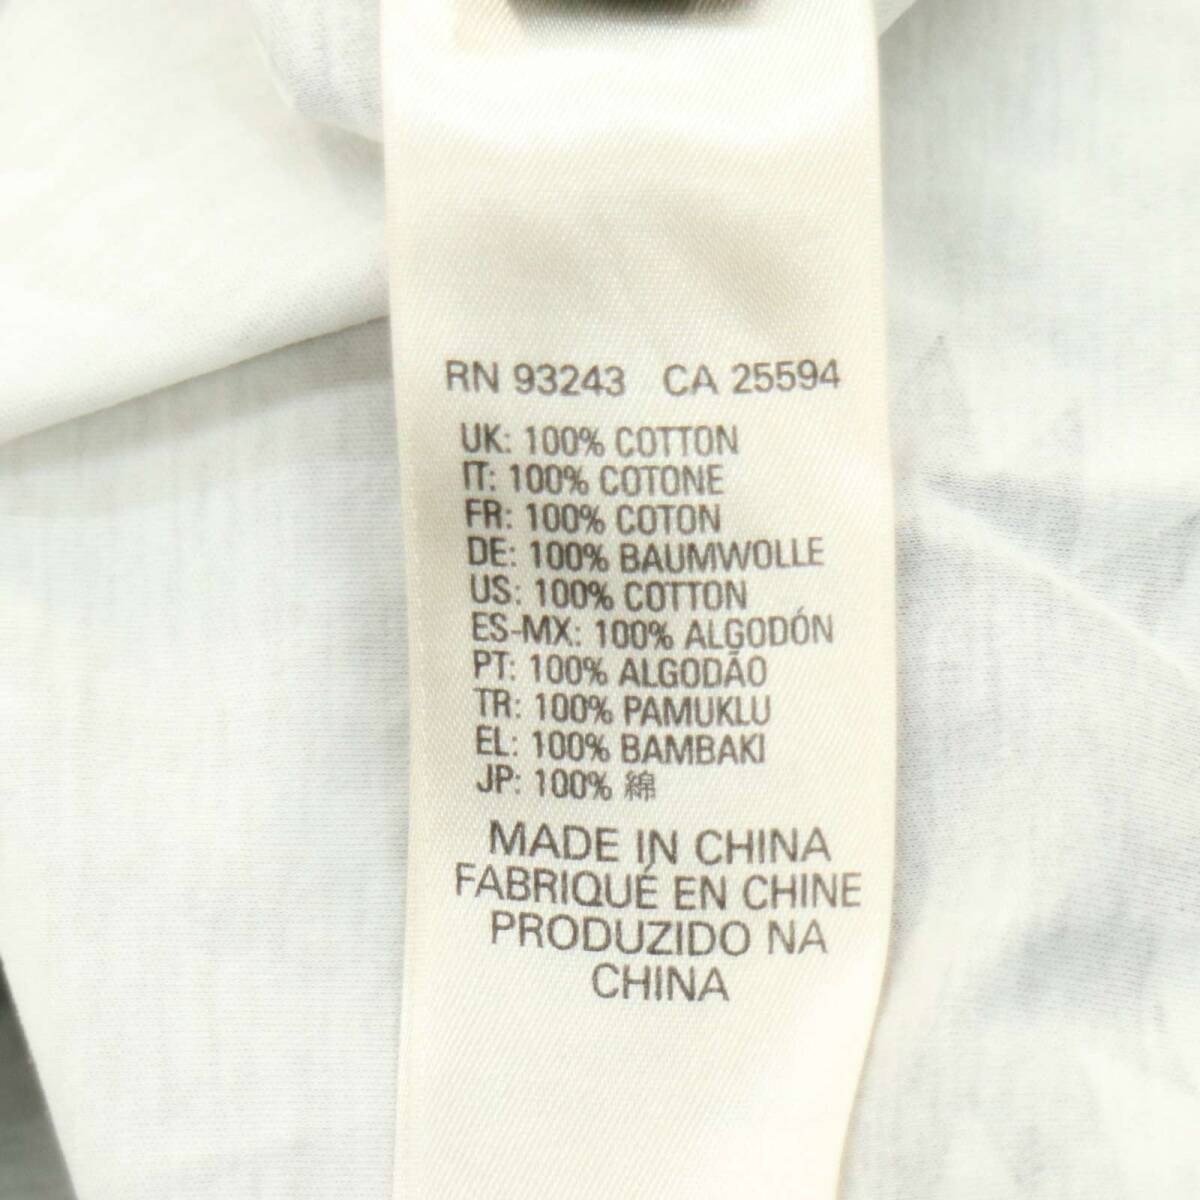 RN 93243 CA 25594
UK: 100% COTTON
IT: 100% COTONE
FR: 100% COTON
DE: 100% BAUMWOLLE
US: 100% COTTON
ES-MX: 100% ALGODÓN
PT: 100% ALGODÃO
TR: 100% PAMUKLU
EL: 100% BAMBAKI
JP: 100% 綿
MADE IN CHINA
FABRIQUÉ EN CHINE
PRODUZIDO NA
CHINA